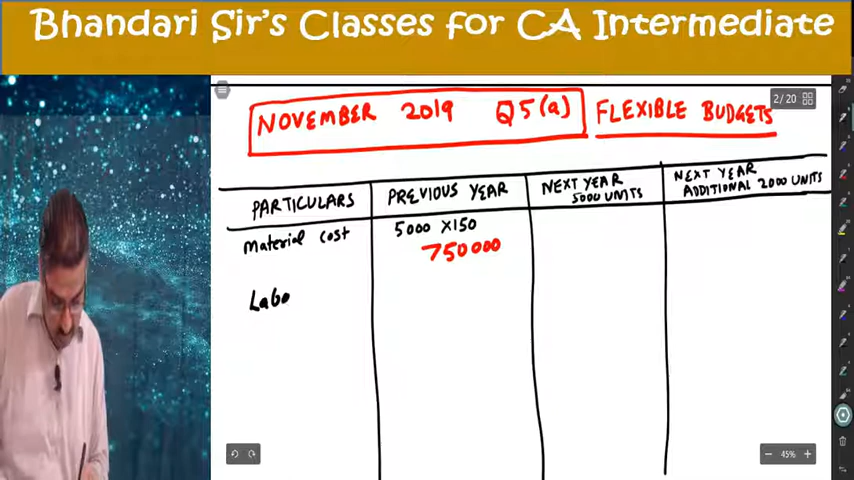 Bhandari Sir's Classes for CA Intermediate
NOVEMBER 2019 Q5(a) FLEXIBLE BUDGETS
2/20
PARTICULARS PREVIOUS YEAR NEXT YEAR 5000 UNITS NEXT YEAR ADDITIONAL 2000 UNITS
Material cost 5000 X150
750000
Labo
45%